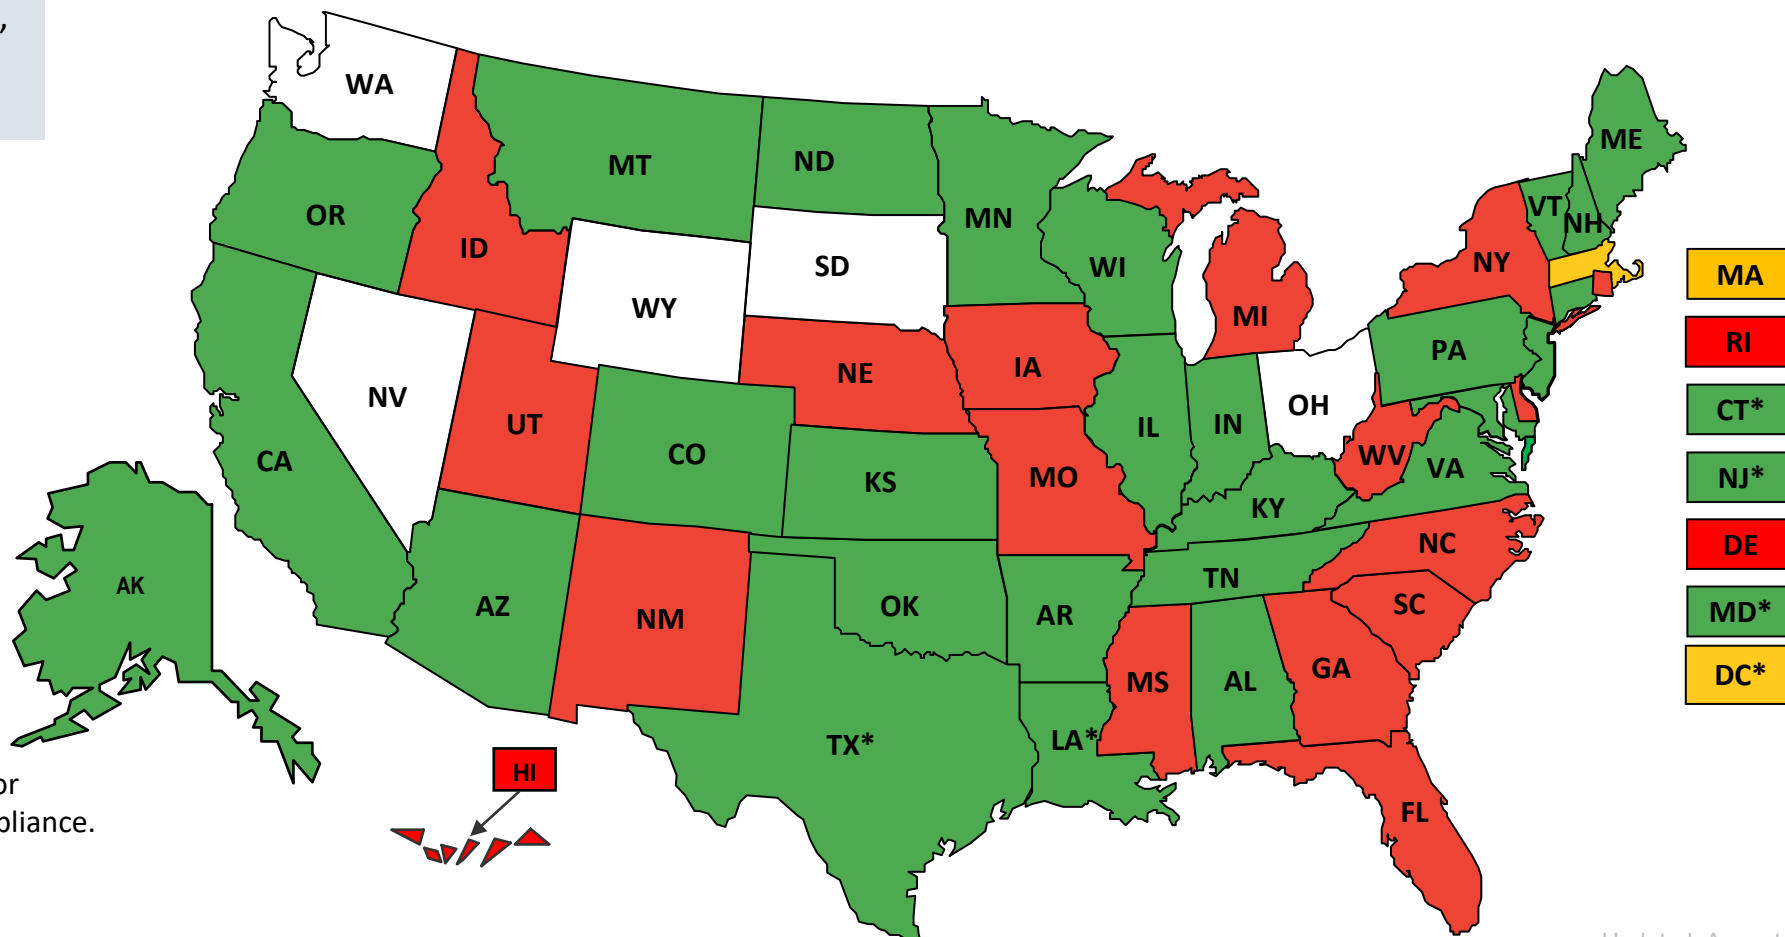 ,
WA
MT
ND
ME
OR
ID
MN
VT
NH
SD
WI
NY
MA
WY
MI
RI
NE
IA
PA
NV
OH
CT*
UT
CO
IL
IN
CA
KS
MO
WV
VA
NJ*
KY
NC
DE
AK
TN
AZ
NM
OK
AR
SC
MD*
MS
AL
GA
DC*
TX*
LA*
HI
or
pliance.
FL